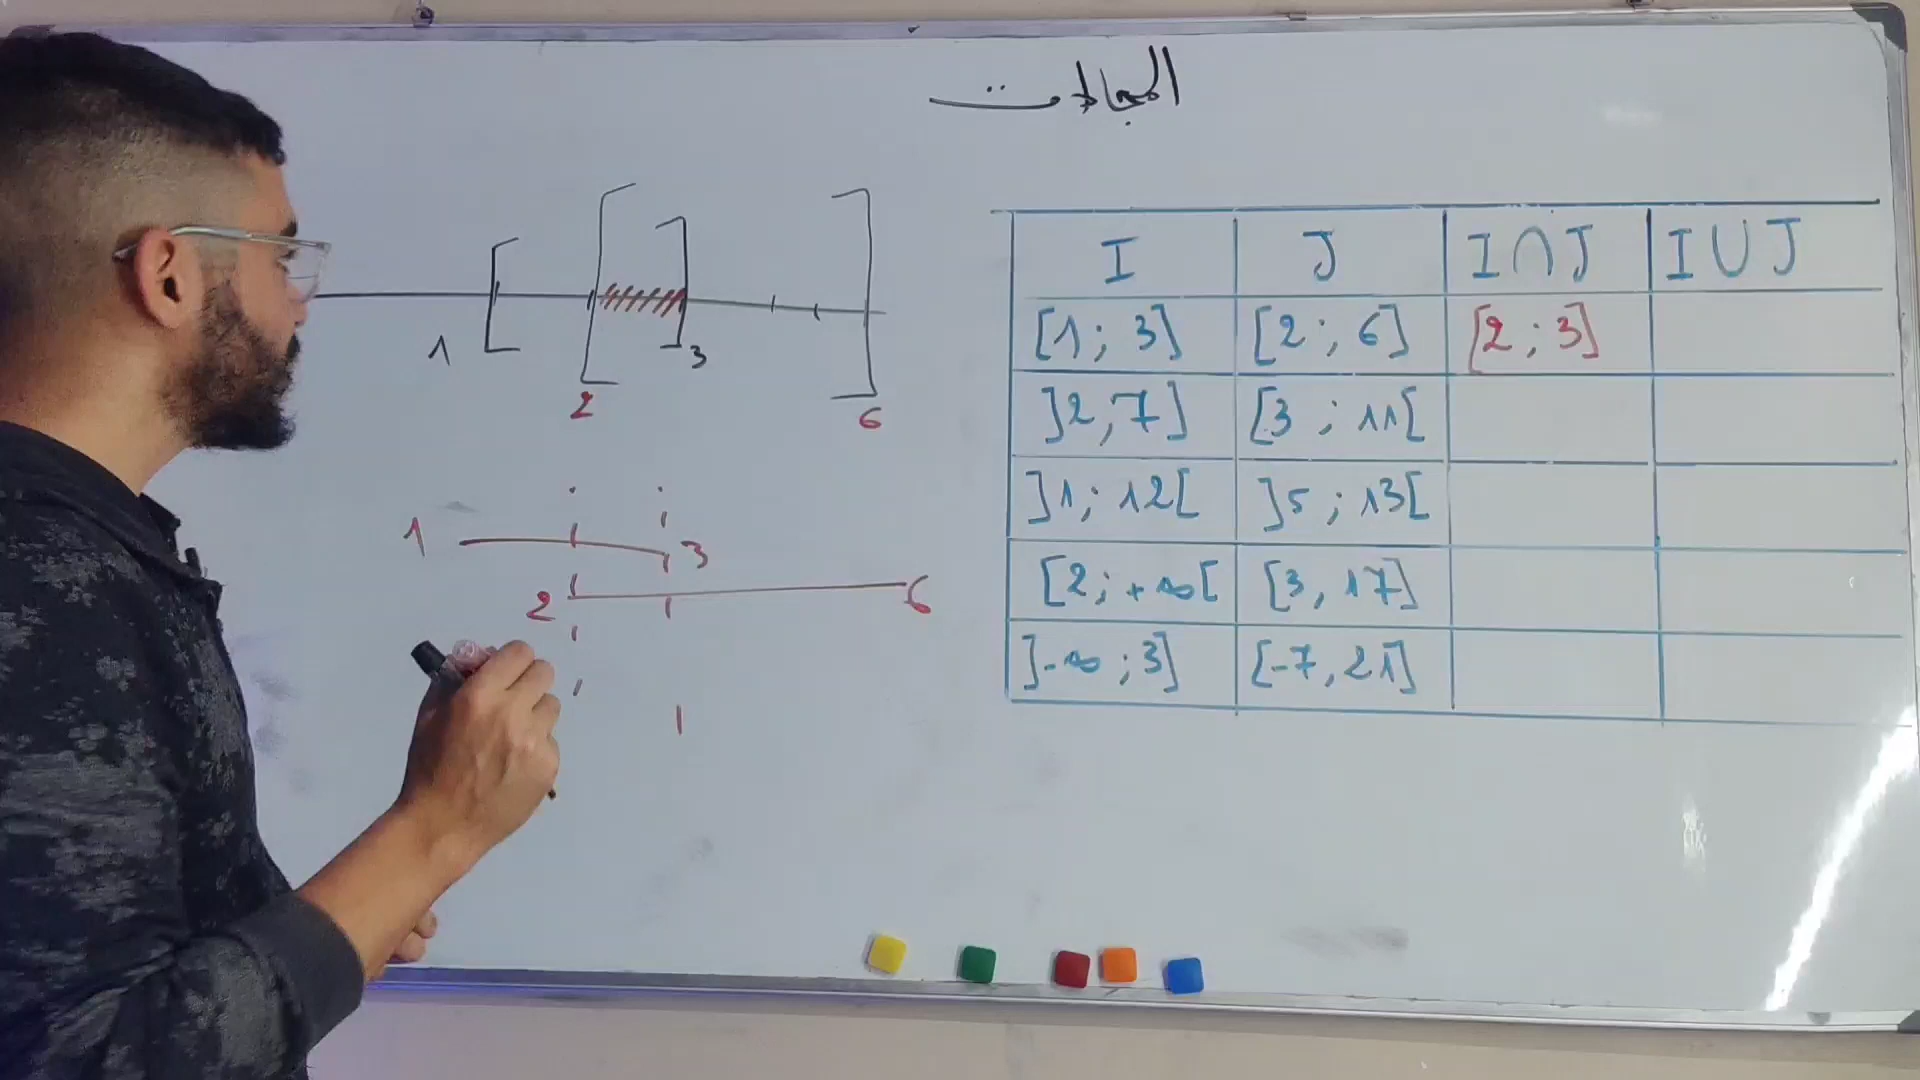 المجالات
1 3
2 6
1 3
2 6
I J I ∩ J I ∪ J
[1 ; 3] [2 ; 6] [2 ; 3]
]2 , 7] [3 ; 11[
]1 ; 12[ ]5 ; 13[
[2 ; +∞[ [3 , 17]
]-∞ ; 3] [-7 , 21]